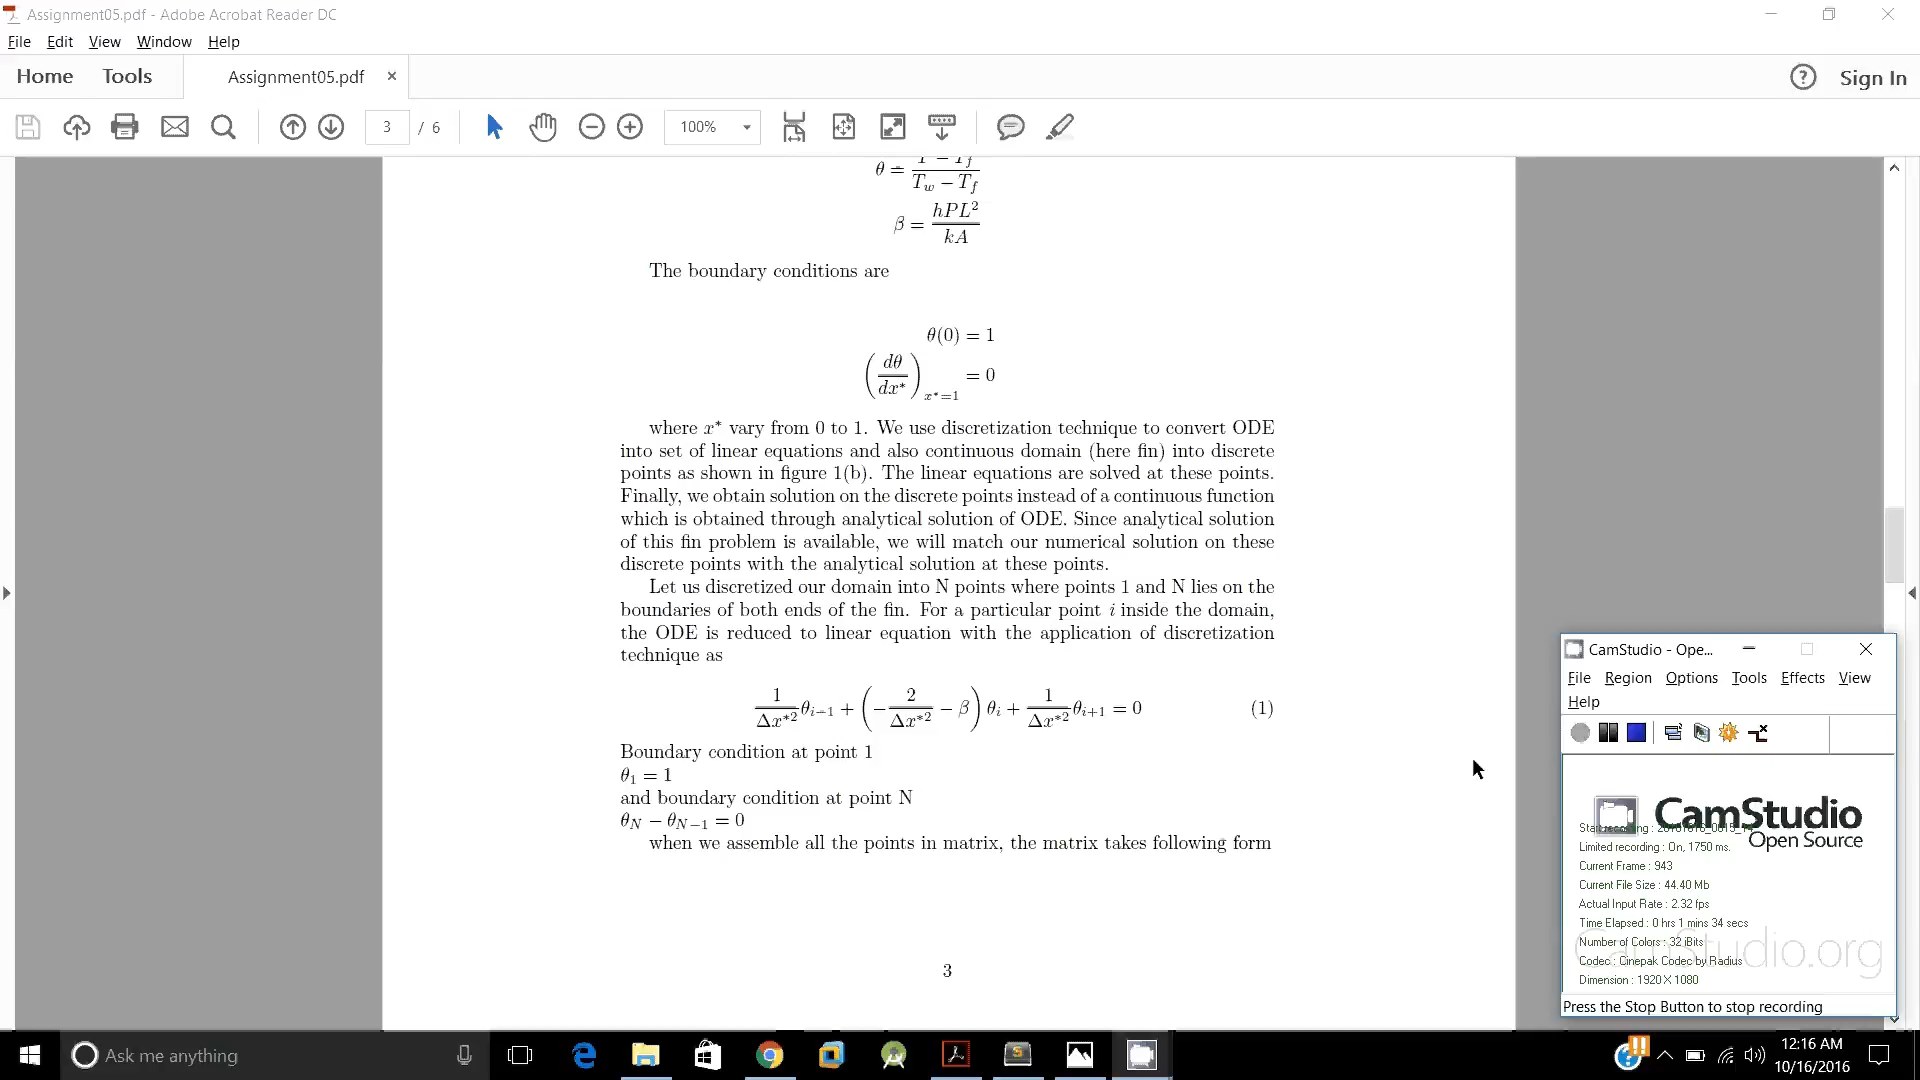 Assignment05.pdf - Adobe Acrobat Reader DC
File Edit View Window Help
Home Tools Assignment05.pdf × Sign In
3 / 6 100%
θ = T − T_f / T_w − T_f
β = hPL² / kA
The boundary conditions are
θ(0) = 1
(dθ/dx*)_{x*=1} = 0
where x* vary from 0 to 1. We use discretization technique to convert ODE
into set of linear equations and also continuous domain (here fin) into discrete
points as shown in figure 1(b). The linear equations are solved at these points.
Finally, we obtain solution on the discrete points instead of a continuous function
which is obtained through analytical solution of ODE. Since analytical solution
of this fin problem is available, we will match our numerical solution on these
discrete points with the analytical solution at these points.
Let us discretized our domain into N points where points 1 and N lies on the
boundaries of both ends of the fin. For a particular point i inside the domain,
the ODE is reduced to linear equation with the application of discretization
technique as
1/Δx*² θ_{i−1} + (−2/Δx*² − β) θ_i + 1/Δx*² θ_{i+1} = 0 (1)
Boundary condition at point 1
θ₁ = 1
and boundary condition at point N
θ_N − θ_{N−1} = 0
when we assemble all the points in matrix, the matrix takes following form
3
CamStudio - Ope...
File Region Options Tools Effects View
Help
CamStudio
Open Source
Limited recording : On, 1750 ms.
Current Frame : 943
Current File Size : 44.40 Mb
Actual Input Rate : 2.32 fps
Time Elapsed : 0 hrs 1 mins 34 secs
Number of Colors : 32 Bits
Codec : Cinepak Codec by Radius
Dimension : 1920 X 1080
CamStudio.org
Press the Stop Button to stop recording
Ask me anything
12:16 AM
10/16/2016